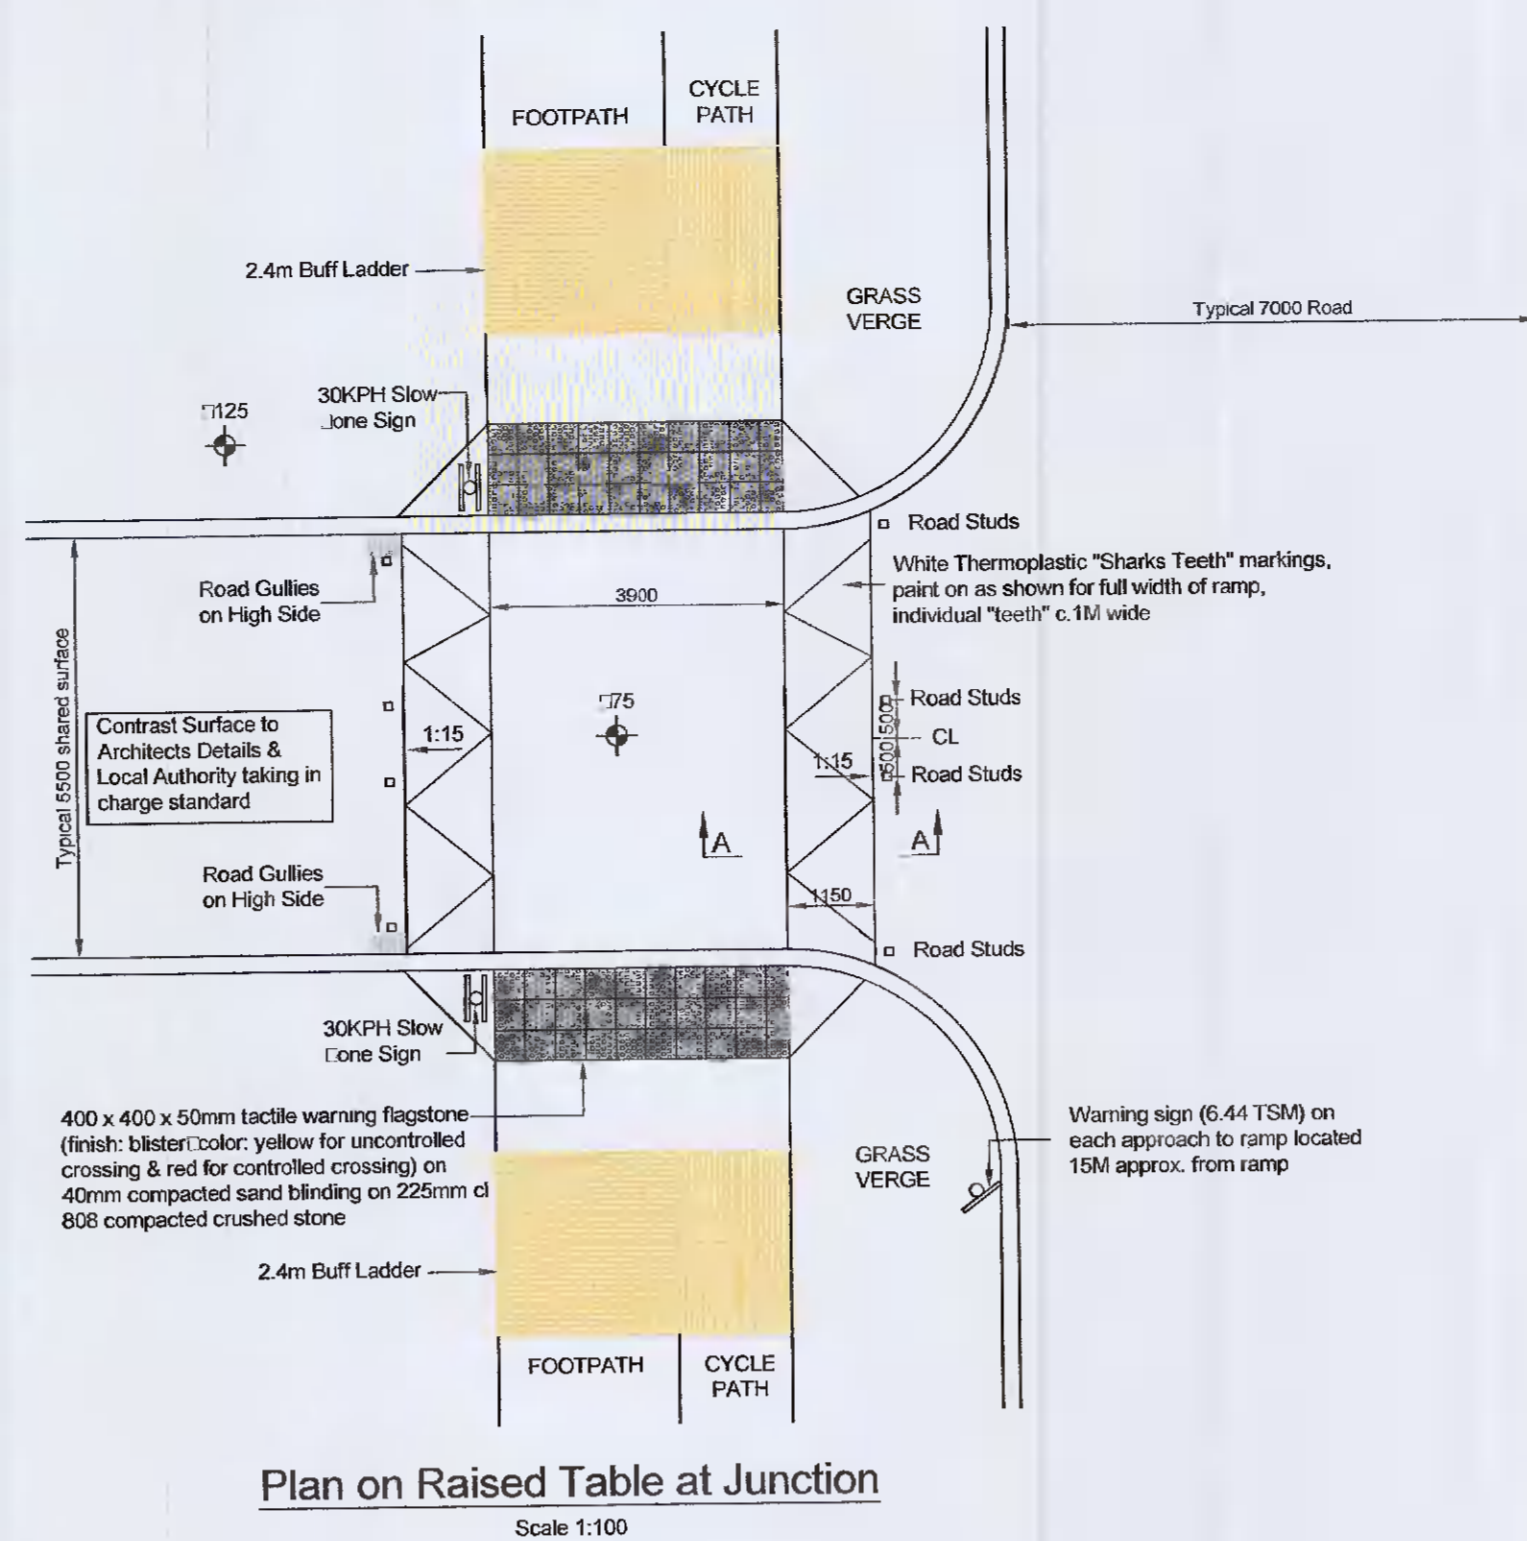 FOOTPATH
CYCLE
PATH
2.4m Buff Ladder
GRASS
VERGE
Typical 7000 Road
30KPH Slow
□one Sign
□125
Road Studs
White Thermoplastic "Sharks Teeth" markings,
paint on as shown for full width of ramp,
individual "teeth" c.1M wide
Road Gullies
on High Side
3900
Typical 5500 shared surface
Contrast Surface to
Architects Details &
Local Authority taking in
charge standard
1:15
□75
Road Studs
500
CL
500
1:15
Road Studs
A
A
Road Gullies
on High Side
1150
Road Studs
30KPH Slow
□one Sign
400 x 400 x 50mm tactile warning flagstone
(finish: blister□color: yellow for uncontrolled
crossing & red for controlled crossing) on
40mm compacted sand blinding on 225mm cl
808 compacted crushed stone
GRASS
VERGE
Warning sign (6.44 TSM) on
each approach to ramp located
15M approx. from ramp
2.4m Buff Ladder
FOOTPATH
CYCLE
PATH
Plan on Raised Table at Junction
Scale 1:100